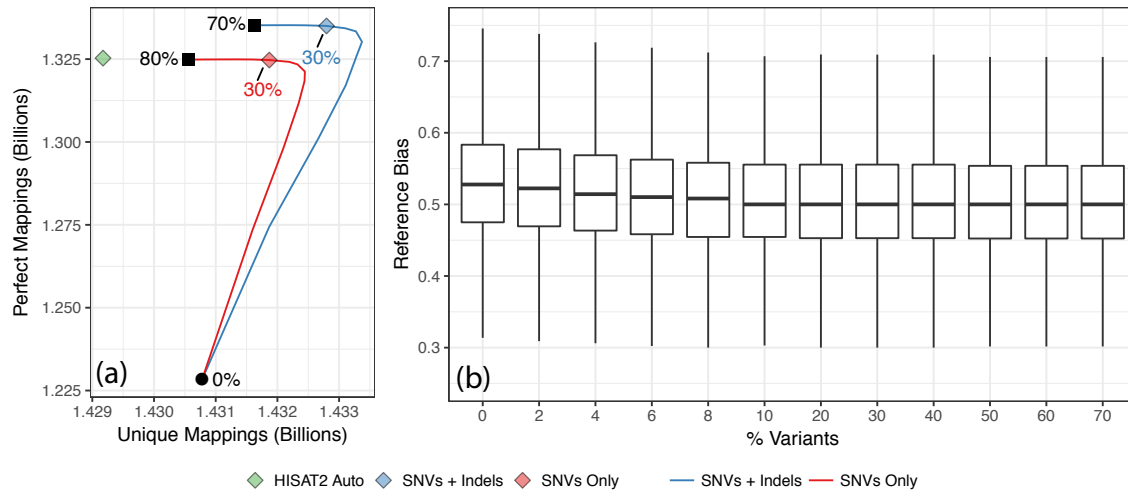 70%
30%
80%
30%
0%
1.325
1.300
1.275
1.250
1.225
Perfect Mappings (Billions)
(a)
1.429 1.430 1.431 1.432 1.433
Unique Mappings (Billions)
0.7
0.6
0.5
0.4
0.3
Reference Bias
(b)
0 2 4 6 8 10 20 30 40 50 60 70
% Variants
HISAT2 Auto SNVs + Indels SNVs Only SNVs + Indels SNVs Only